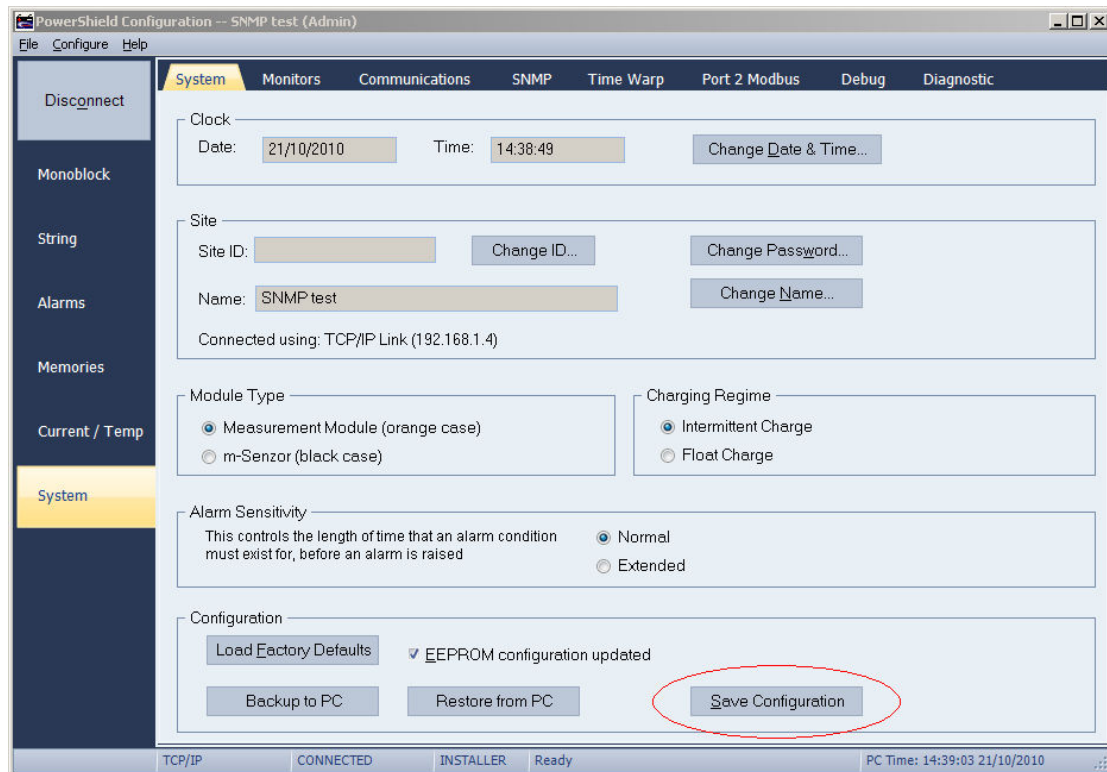 PowerShield Configuration -- SNMP test (Admin)
File Configure Help
Disconnect
Monoblock
String
Alarms
Memories
Current / Temp
System
System Monitors Communications SNMP Time Warp Port 2 Modbus Debug Diagnostic
Clock
Date: 21/10/2010 Time: 14:38:49 Change Date & Time...
Site
Site ID: Change ID... Change Password...
Name: SNMP test Change Name...
Connected using: TCP/IP Link (192.168.1.4)
Module Type
Measurement Module (orange case)
m-Senzor (black case)
Charging Regime
Intermittent Charge
Float Charge
Alarm Sensitivity
This controls the length of time that an alarm condition
must exist for, before an alarm is raised
Normal
Extended
Configuration
Load Factory Defaults EEPROM configuration updated
Backup to PC Restore from PC Save Configuration
TCP/IP CONNECTED INSTALLER Ready PC Time: 14:39:03 21/10/2010